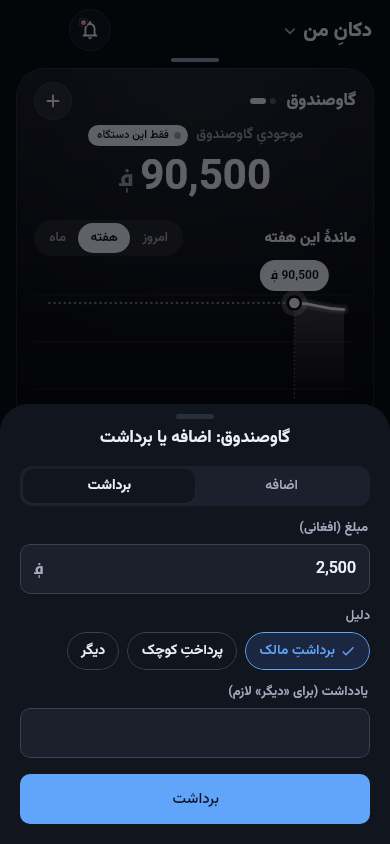 دکانِ من
گاوصندوق
موجودیِ گاوصندوق فقط این دستگاه
90,500 ؋
ماندهٔ این هفته
امروز هفته ماه
90,500 ؋
گاوصندوق: اضافه یا برداشت
اضافه برداشت
مبلغ (افغانی)
2,500 ؋
دلیل
برداشتِ مالک پرداختِ کوچک دیگر
یادداشت (برای «دیگر» لازم)
برداشت